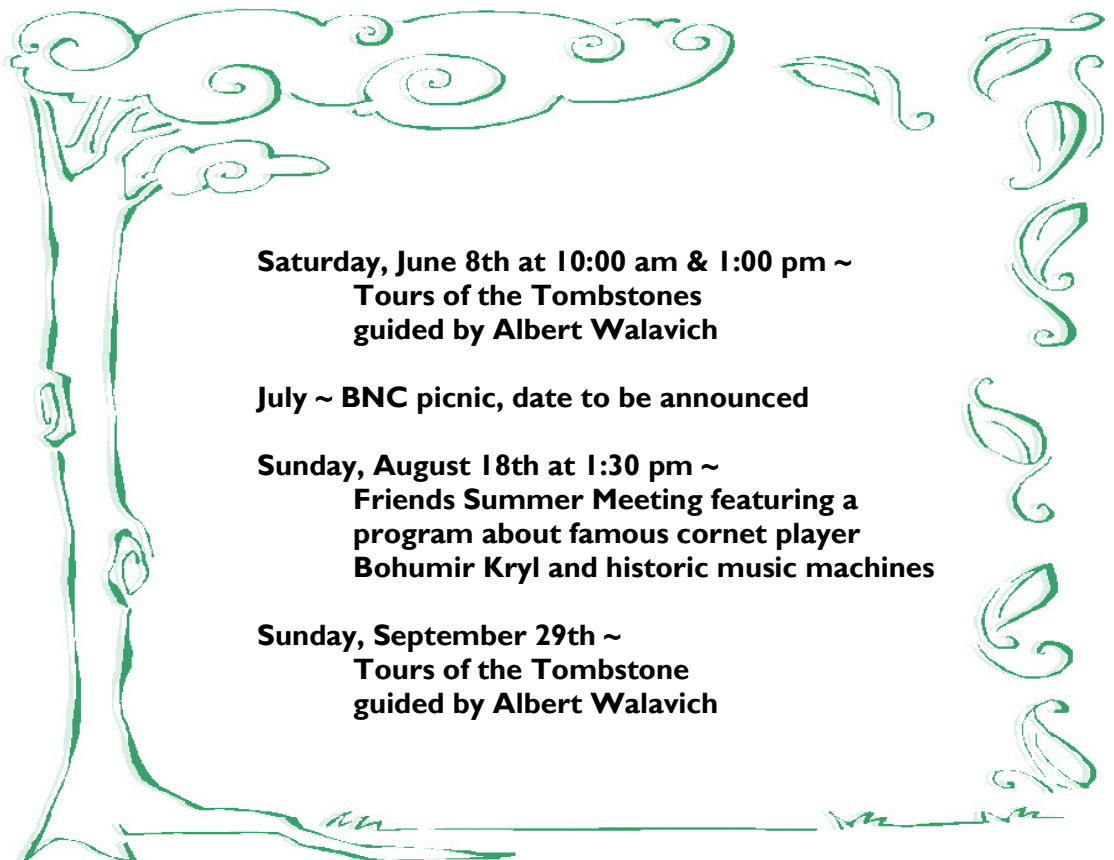 Saturday, June 8th at 10:00 am & 1:00 pm ~
Tours of the Tombstones
guided by Albert Walavich
July ~ BNC picnic, date to be announced
Sunday, August 18th at 1:30 pm ~
Friends Summer Meeting featuring a
program about famous cornet player
Bohumir Kryl and historic music machines
Sunday, September 29th ~
Tours of the Tombstone
guided by Albert Walavich